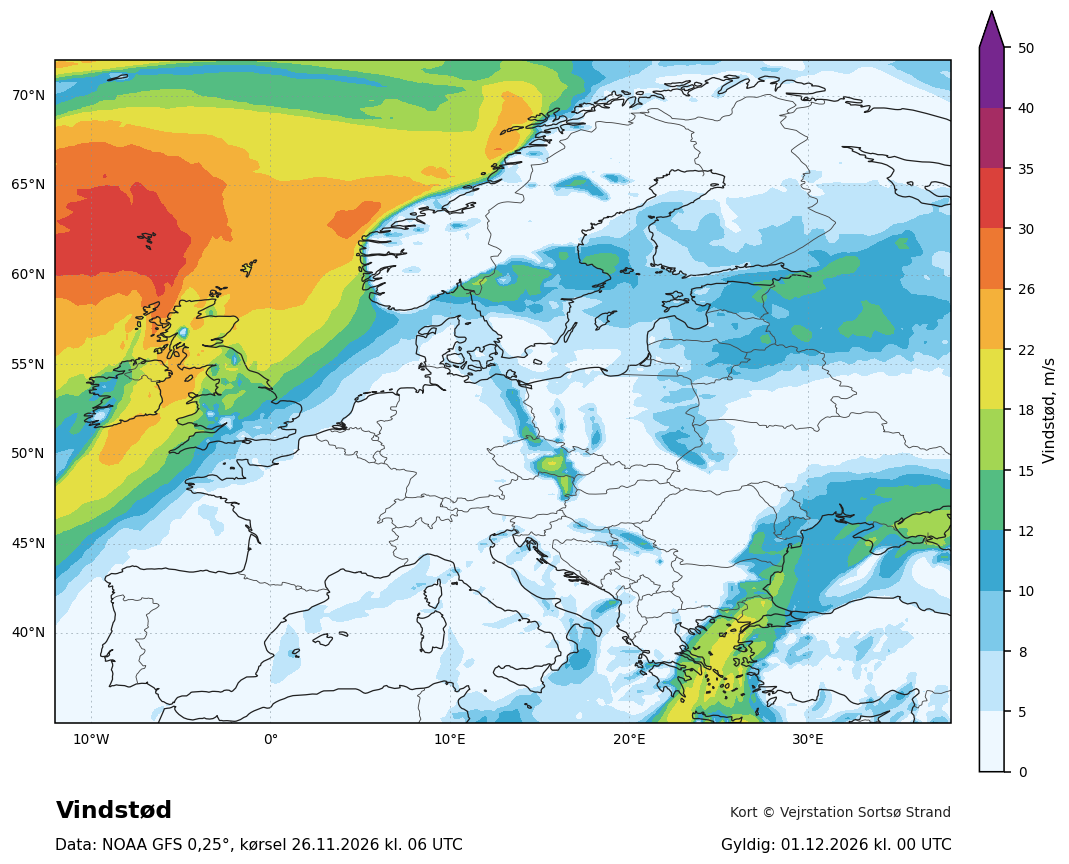 50
40
35
30
26
22
18
15
12
10
8
5
0
Vindstød, m/s
70°N
65°N
60°N
55°N
50°N
45°N
40°N
10°W
0°
10°E
20°E
30°E
Vindstød
Kort © Vejrstation Sortsø Strand
Data: NOAA GFS 0,25°, kørsel 26.11.2026 kl. 06 UTC
Gyldig: 01.12.2026 kl. 00 UTC